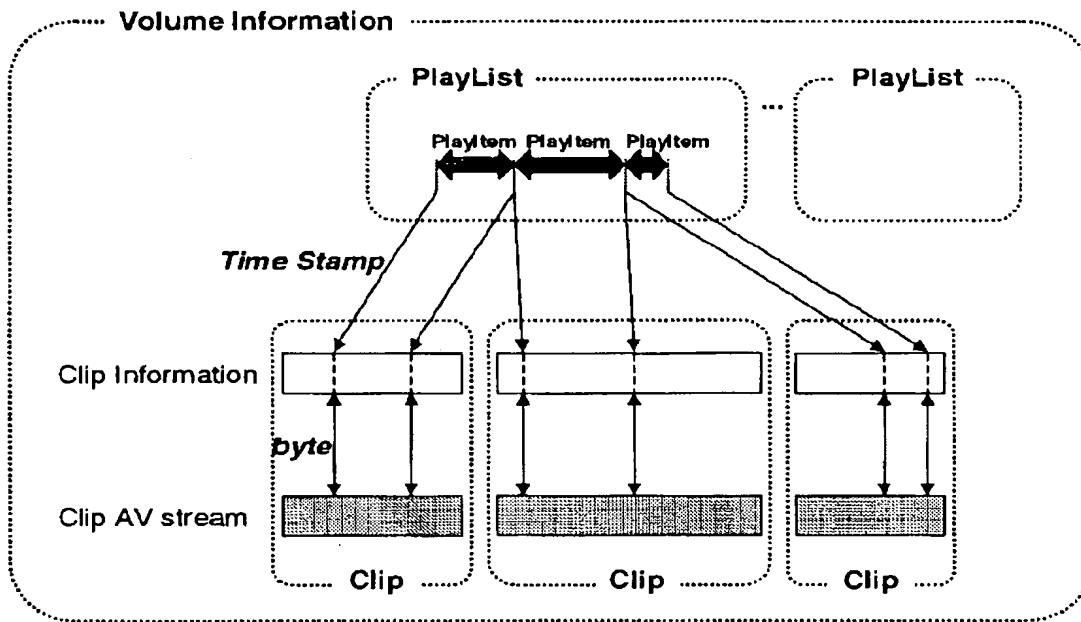 Volume Information
PlayList
PlayList
...
PlayItem PlayItem PlayItem
Time Stamp
Clip Information
byte
Clip AV stream
Clip
Clip
Clip